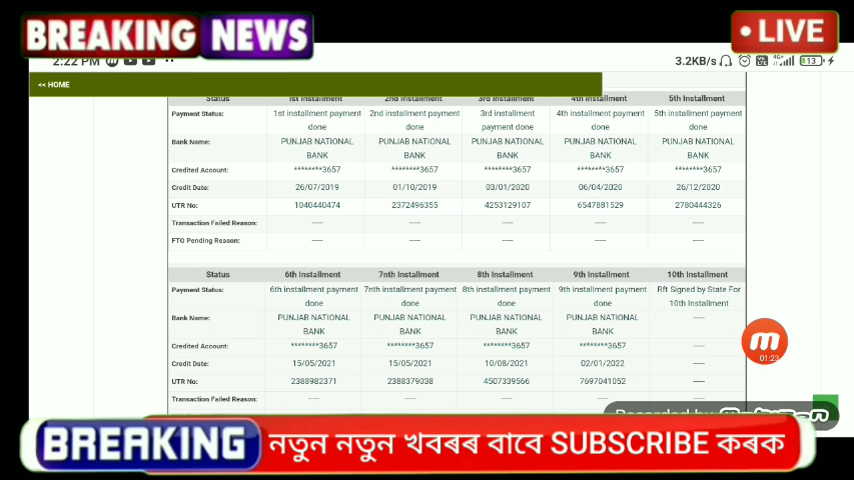 BREAKING NEWS
LIVE
2:22 PM
3.2KB/s
4G+
13
<< HOME
Status 1st Installment 2nd Installment 3rd Installment 4th Installment 5th Installment
Payment Status: 1st installment payment done 2nd installment payment done 3rd installment payment done 4th installment payment done 5th installment payment done
Bank Name: PUNJAB NATIONAL BANK PUNJAB NATIONAL BANK PUNJAB NATIONAL BANK PUNJAB NATIONAL BANK PUNJAB NATIONAL BANK
Credited Account: ********3657 ********3657 ********3657 ********3657 ********3657
Credit Date: 26/07/2019 01/10/2019 03/01/2020 06/04/2020 26/12/2020
UTR No: 1040440474 2372496355 4253129107 6547881529 2780444326
Transaction Failed Reason: ----- ----- ----- ----- -----
FTO Pending Reason: ----- ----- ----- ----- -----
Status 6th Installment 7nth Installment 8th Installment 9th Installment 10th Installment
Payment Status: 6th installment payment done 7nth installment payment done 8th installment payment done 9th installment payment done Rft Signed by State For 10th Installment
Bank Name: PUNJAB NATIONAL BANK PUNJAB NATIONAL BANK PUNJAB NATIONAL BANK PUNJAB NATIONAL BANK -----
Credited Account: ********3657 ********3657 ********3657 ********3657 -----
Credit Date: 15/05/2021 15/05/2021 10/08/2021 02/01/2022 -----
UTR No: 2388982371 2388379038 4507339566 7697041052 -----
Transaction Failed Reason: ----- ----- ----- ----- -----
01:23
Recorded by
BREAKING
নতুন নতুন খবৰৰ বাবে SUBSCRIBE কৰক